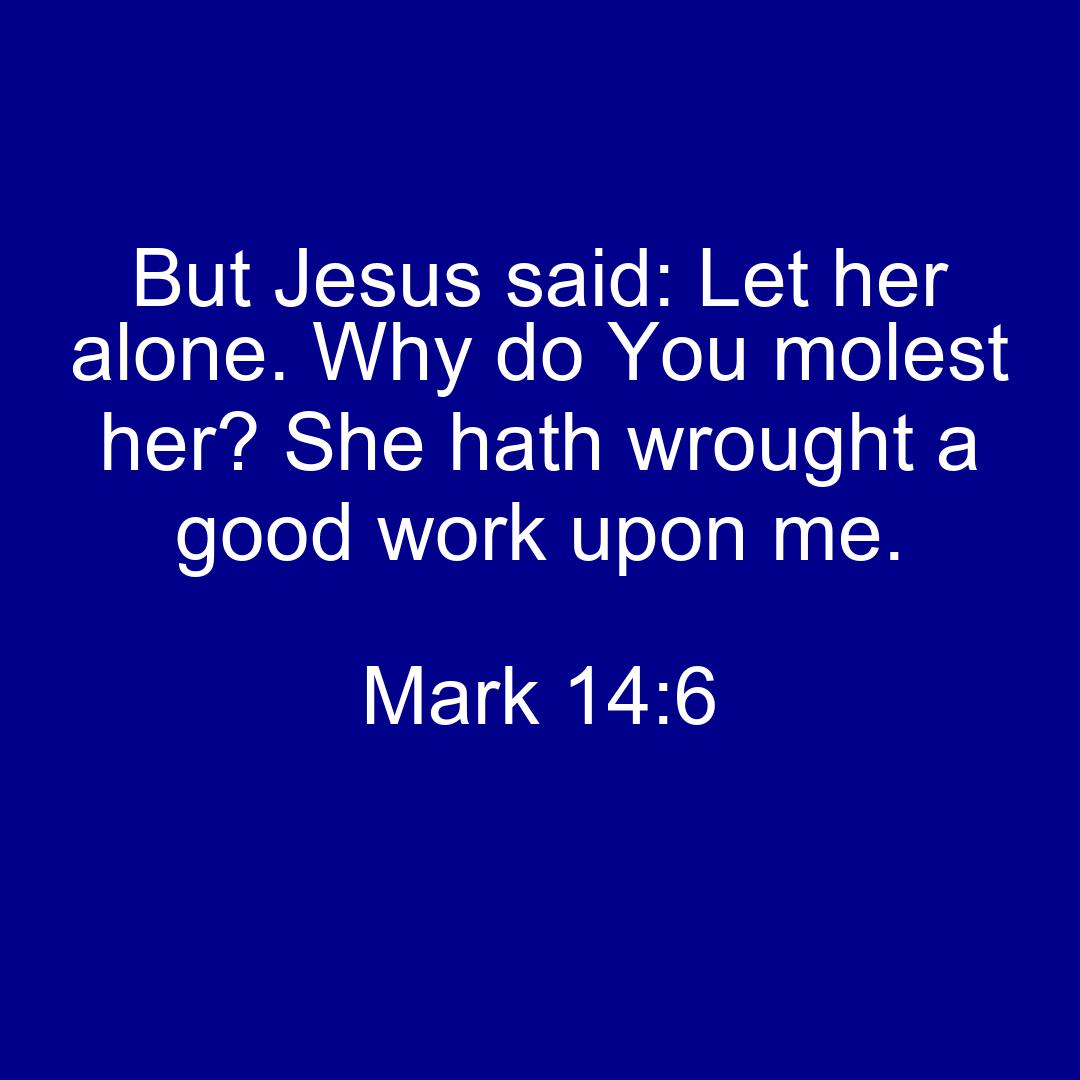 But Jesus said: Let her
alone. Why do You molest
her? She hath wrought a
good work upon me.
Mark 14:6